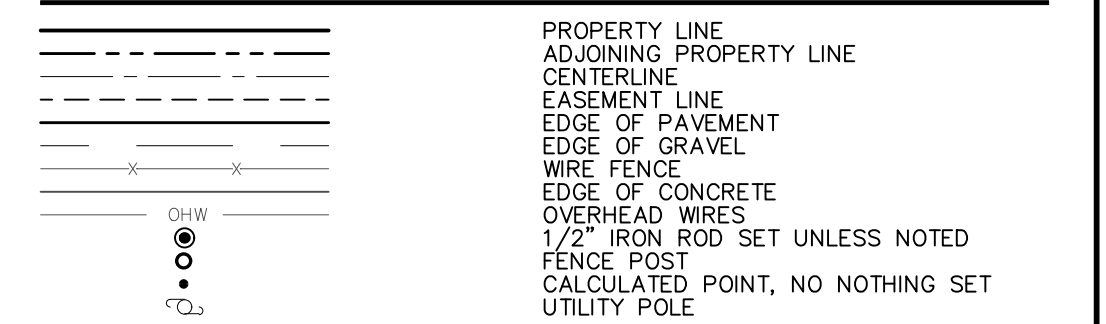 PROPERTY LINE
ADJOINING PROPERTY LINE
CENTERLINE
EASEMENT LINE
EDGE OF PAVEMENT
EDGE OF GRAVEL
X X WIRE FENCE
EDGE OF CONCRETE
OHW OVERHEAD WIRES
1/2" IRON ROD SET UNLESS NOTED
FENCE POST
CALCULATED POINT, NO NOTHING SET
UTILITY POLE